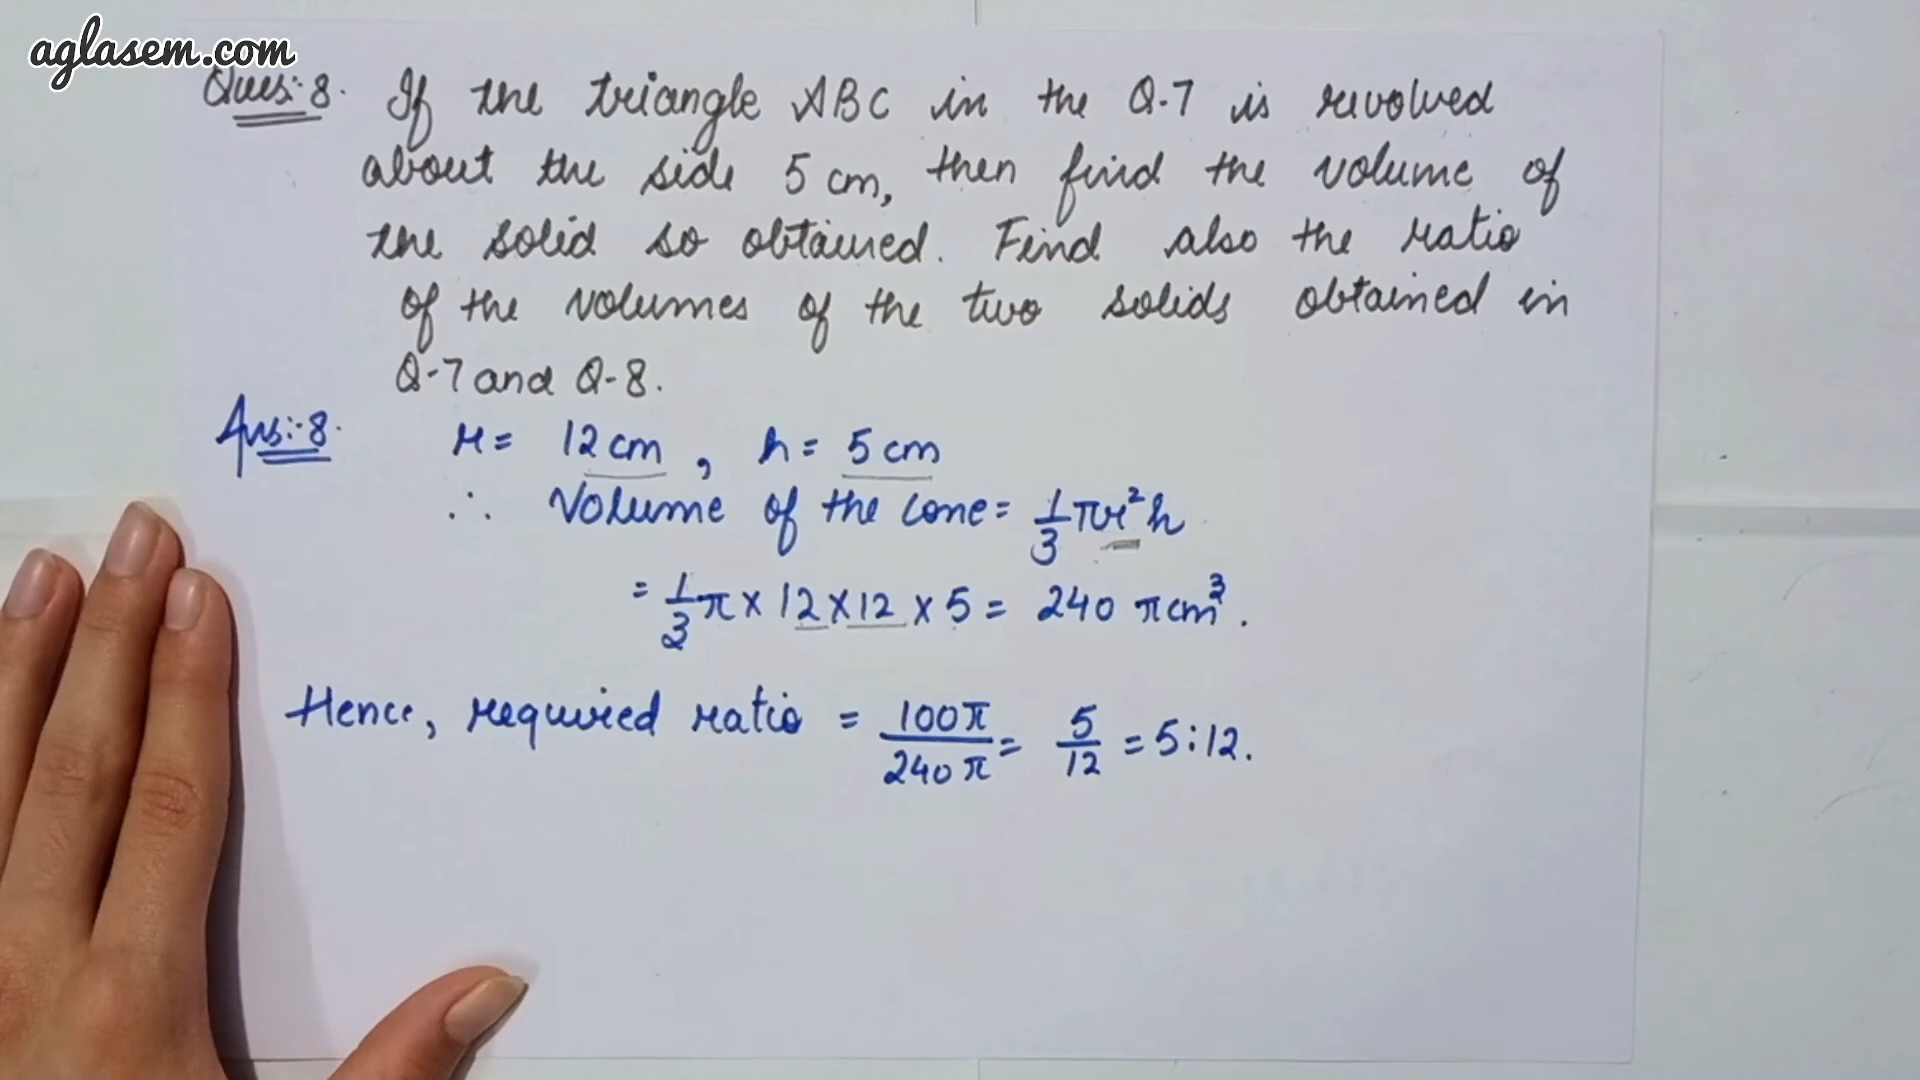 aglasem.com
Ques:-8. If the triangle ABC in the Q.7 is revolved
about the side 5 cm, then find the volume of
the solid so obtained. Find also the ratio
of the volumes of the two solids obtained in
Q-7 and Q-8.
Ans:-8. r = 12 cm, h = 5 cm
∴ Volume of the cone = 1/3 πr²h
= 1/3 π × 12 × 12 × 5 = 240 π cm³.
Hence, required ratio = 100π/240π = 5/12 = 5:12.